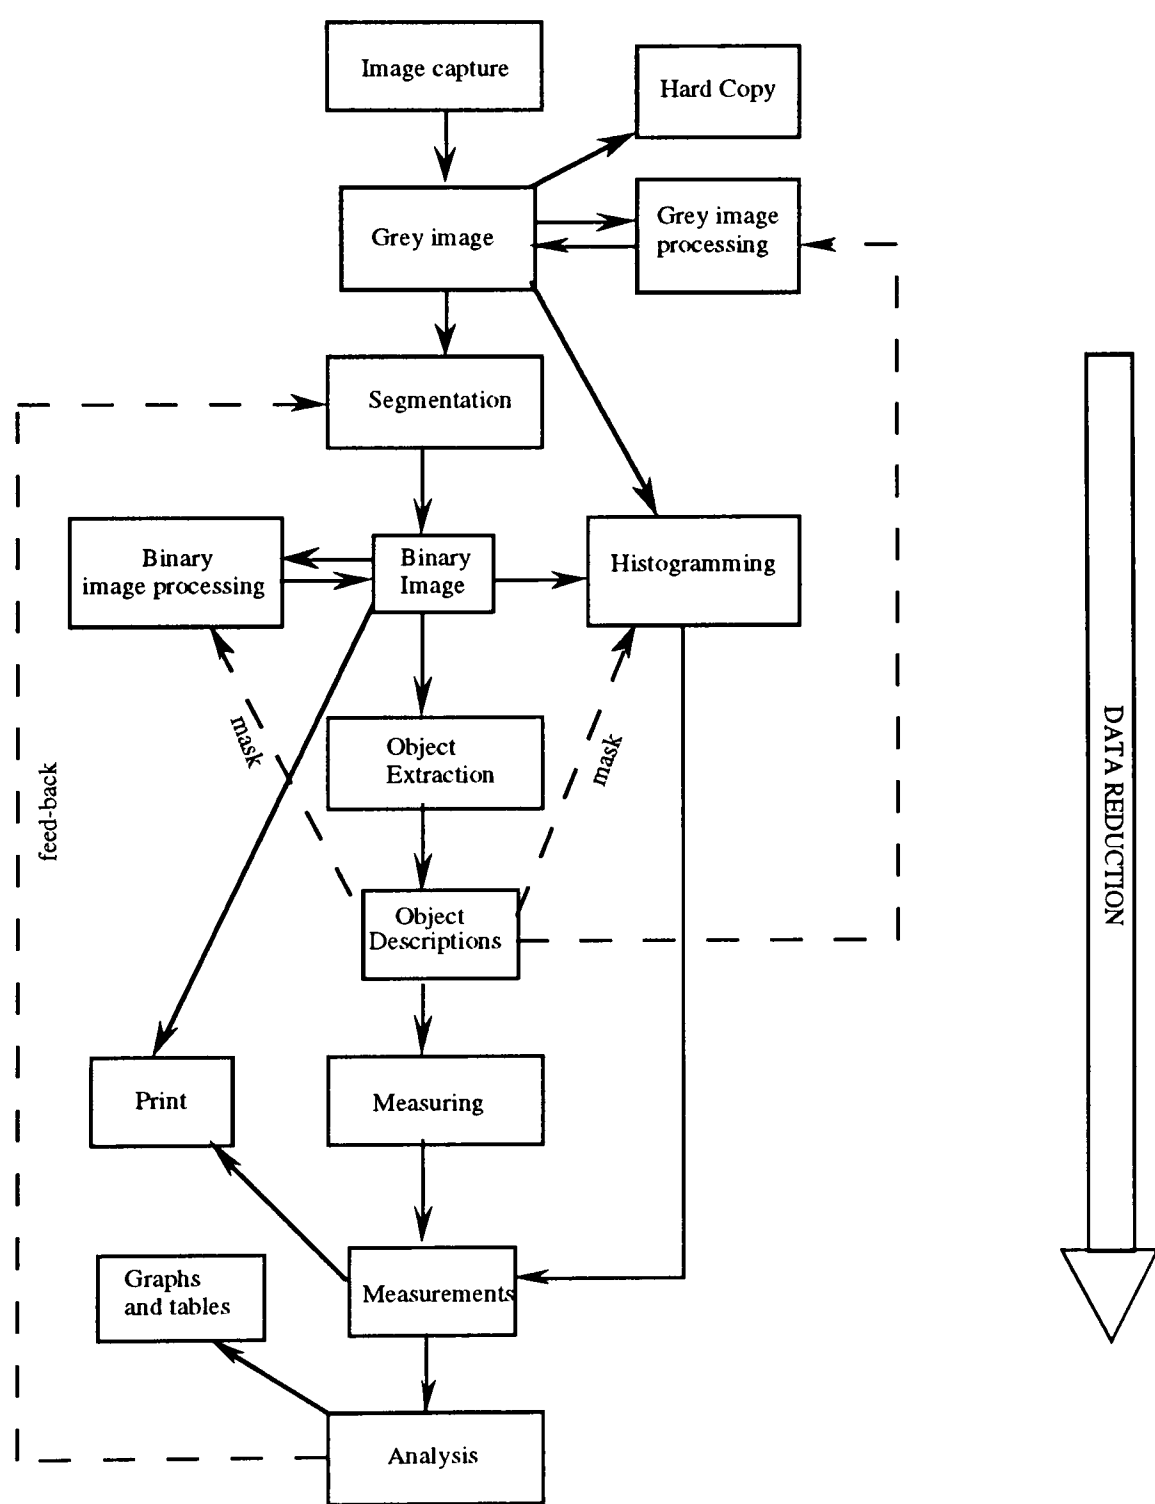 Image capture
Hard Copy
Grey image
Grey image
processing
Segmentation
Binary
image processing
Binary
Image
Histogramming
mask
Object
Extraction
mask
feed-back
DATA REDUCTION
Object
Descriptions
Print
Measuring
Graphs
and tables
Measurements
Analysis